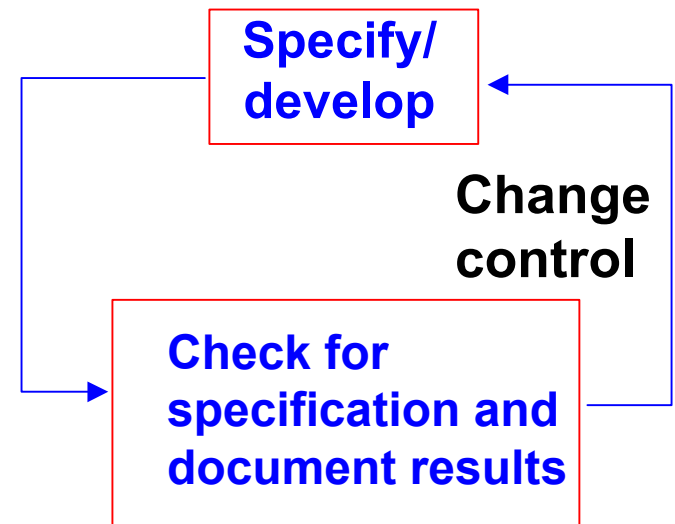 Specify/
develop
Change
control
Check for
specification and
document results